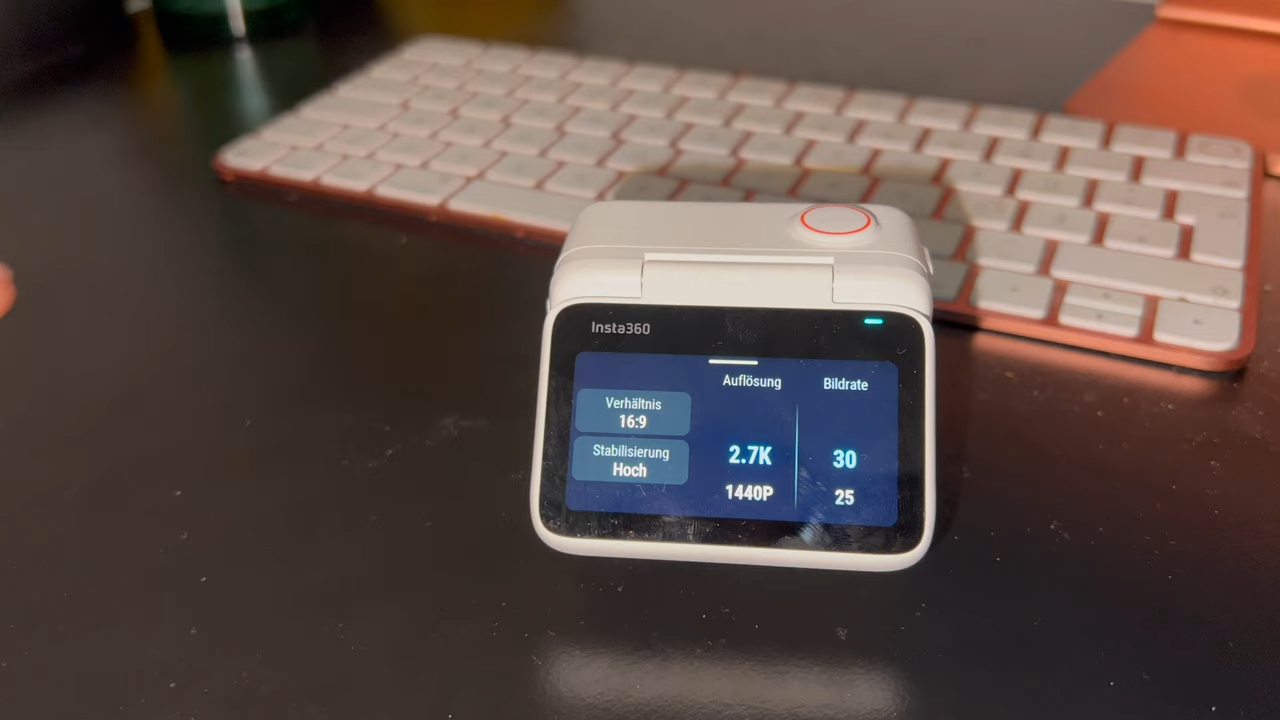 Insta360
Auflösung
Bildrate
Verhältnis
16:9
Stabilisierung
Hoch
2.7K
30
1440P
25